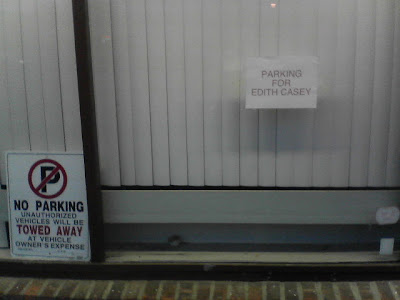 PARKING
FOR
EDITH CASEY
P
NO PARKING
UNAUTHORIZED
VEHICLES WILL BE
TOWED AWAY
AT VEHICLE
OWNER'S EXPENSE